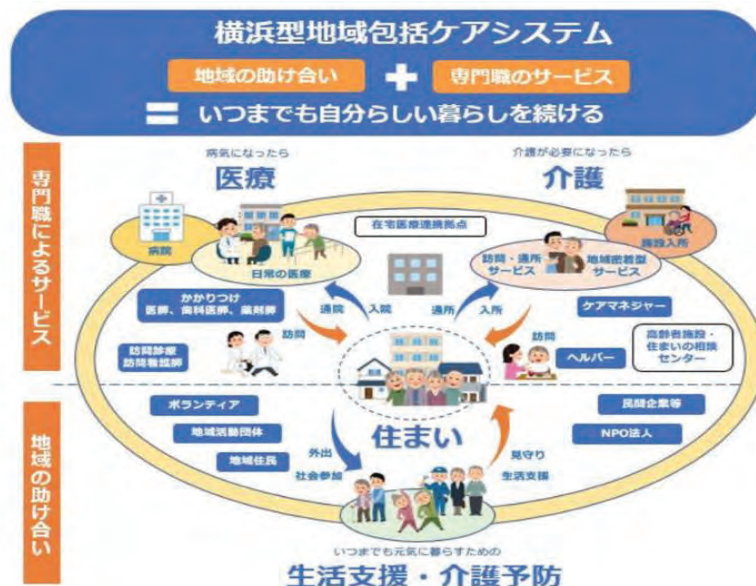 横浜型地域包括ケアシステム
地域の助け合い + 専門職のサービス
= いつまでも自分らしい暮らしを続ける
専門職によるサービス
病気になったら
医療
介護が必要になったら
介護
病院
日常の医療
在宅医療連携拠点
訪問・通所
サービス
地域密着型
サービス
施設入所
かかりつけ
医師、歯科医師、薬剤師
通院
入院
通所
入所
ケアマネジャー
訪問
訪問
訪問診療
訪問看護師
ヘルパー
高齢者施設・
住まいの相談
センター
地域の助け合い
ボランティア
地域活動団体
地域住民
住まい
民間企業等
NPO法人
外出
社会参加
見守り
生活支援
いつまでも元気に暮らすための
生活支援・介護予防